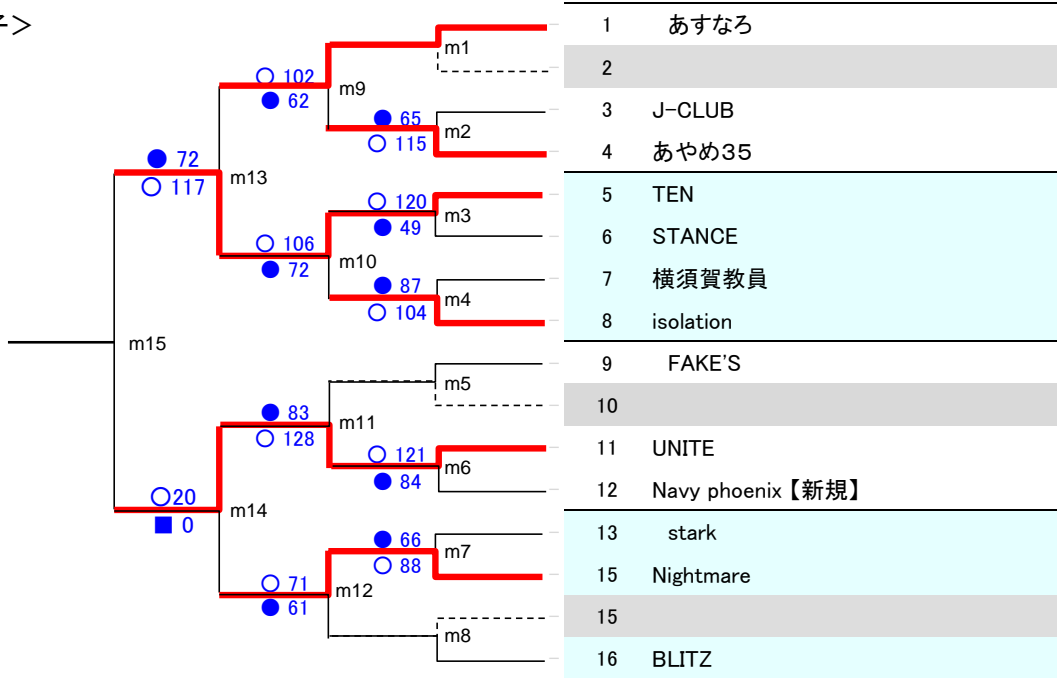 子＞
1 あすなろ
m1
2
○ 102
m9
● 62
3 J-CLUB
● 65
m2
○ 115
4 あやめ35
● 72
m13
○ 117
5 TEN
○ 120
m3
● 49
6 STANCE
○ 106
m10
● 72
7 横須賀教員
● 87
m4
○ 104
8 isolation
m15
9 FAKE'S
m5
10
● 83
m11
○ 128
11 UNITE
○ 121
m6
● 84
12 Navy phoenix【新規】
○20
m14
■ 0
13 stark
● 66
m7
○ 88
15 Nightmare
○ 71
m12
● 61
15
m8
16 BLITZ